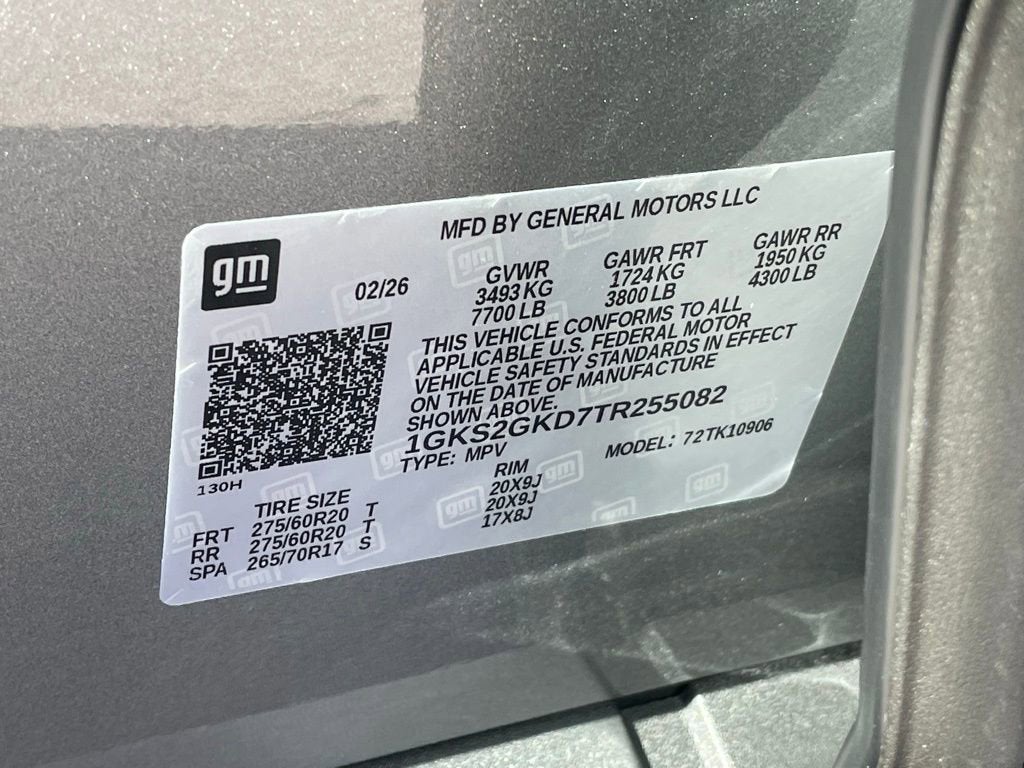 MFD BY GENERAL MOTORS LLC
gm
02/26
GVWR GAWR FRT GAWR RR
3493 KG 1724 KG 1950 KG
7700 LB 3800 LB 4300 LB
THIS VEHICLE CONFORMS TO ALL
APPLICABLE U.S. FEDERAL MOTOR
VEHICLE SAFETY STANDARDS IN EFFECT
ON THE DATE OF MANUFACTURE
SHOWN ABOVE.
1GKS2GKD7TR255082
TYPE: MPV MODEL: 72TK10906
130H
TIRE SIZE RIM
FRT 275/60R20 T 20X9J
RR 275/60R20 T 20X9J
SPA 265/70R17 S 17X8J